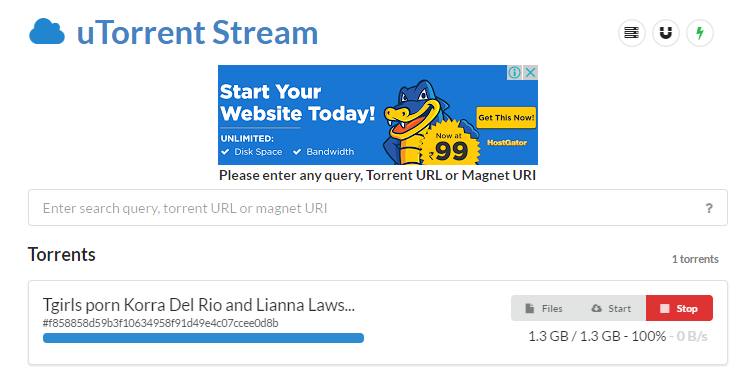 uTorrent Stream
Start Your
Website Today!
UNLIMITED:
✓ Disk Space ✓ Bandwidth
Now at
₹99
Get This Now!
HostGator
Please enter any query, Torrent URL or Magnet URI
Enter search query, torrent URL or magnet URI ?
Torrents 1 torrents
Tgirls porn Korra Del Rio and Lianna Laws... Files Start Stop
#f858858d59b3f10634958f91d49e4c07ccee0d8b
1.3 GB / 1.3 GB - 100% - 0 B/s